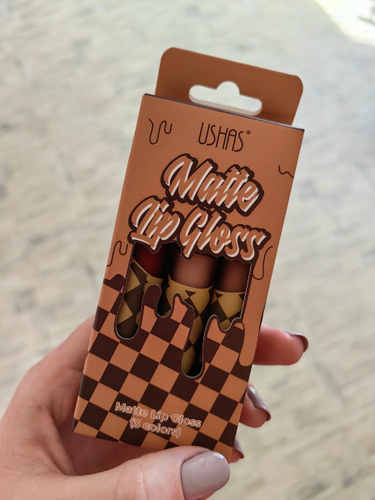 USHAS®
Matte
Lip Gloss
Matte Lip Gloss
(3 colors)